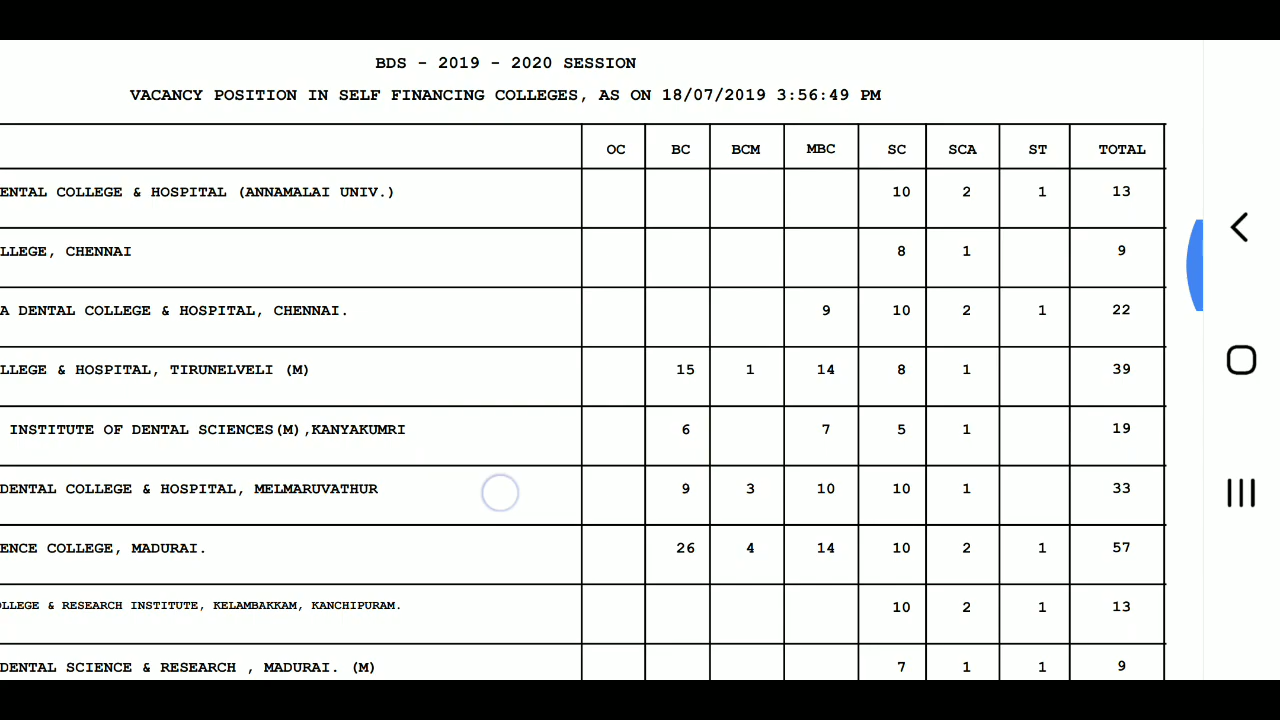 BDS - 2019 - 2020 SESSION
VACANCY POSITION IN SELF FINANCING COLLEGES, AS ON 18/07/2019 3:56:49 PM
OC BC BCM MBC SC SCA ST TOTAL
ENTAL COLLEGE & HOSPITAL (ANNAMALAI UNIV.) 10 2 1 13
LLEGE, CHENNAI 8 1 9
A DENTAL COLLEGE & HOSPITAL, CHENNAI. 9 10 2 1 22
LLEGE & HOSPITAL, TIRUNELVELI (M) 15 1 14 8 1 39
INSTITUTE OF DENTAL SCIENCES(M),KANYAKUMRI 6 7 5 1 19
DENTAL COLLEGE & HOSPITAL, MELMARUVATHUR 9 3 10 10 1 33
ENCE COLLEGE, MADURAI. 26 4 14 10 2 1 57
OLLEGE & RESEARCH INSTITUTE, KELAMBAKKAM, KANCHIPURAM. 10 2 1 13
DENTAL SCIENCE & RESEARCH , MADURAI. (M) 7 1 1 9